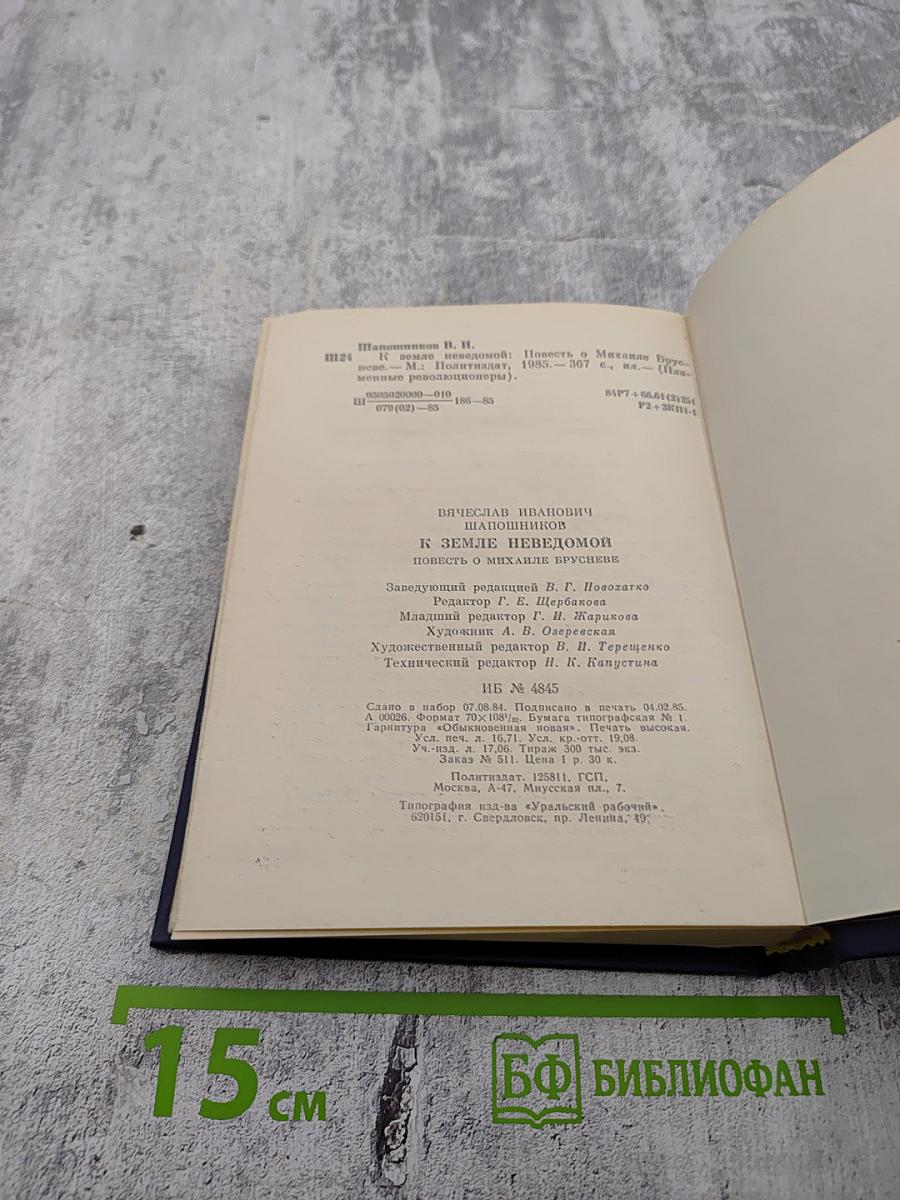 Шапошников В. И.
Ш24 К земле неведомой: Повесть о Михаиле Брус-
неве.— М.: Политиздат, 1985.— 367 с., ил.— (Пла-
менные революционеры).
Ш 0505020000—010 / 079(02)—85 186—85
84Р7+66.61(2)251
Р2+3КП1-1
ВЯЧЕСЛАВ ИВАНОВИЧ
ШАПОШНИКОВ
К ЗЕМЛЕ НЕВЕДОМОЙ
ПОВЕСТЬ О МИХАИЛЕ БРУСНЕВЕ
Заведующий редакцией В. Г. Новохатко
Редактор Г. Е. Щербакова
Младший редактор Г. И. Жарикова
Художник А. В. Озеревская
Художественный редактор В. И. Терещенко
Технический редактор Н. К. Капустина
ИБ № 4845
Сдано в набор 07.08.84. Подписано в печать 04.02.85.
А 00026. Формат 70×108¹/₃₂. Бумага типографская № 1.
Гарнитура «Обыкновенная новая». Печать высокая.
Усл. печ. л. 16,71. Усл. кр.-отт. 19,08.
Уч.-изд. л. 17,06. Тираж 300 тыс. экз.
Заказ № 511. Цена 1 р. 30 к.
Политиздат. 125811, ГСП,
Москва, А-47, Миусская пл., 7.
Типография изд-ва «Уральский рабочий».
620151, г. Свердловск, пр. Ленина, 49.
15 см
БФ БИБЛИОФАН